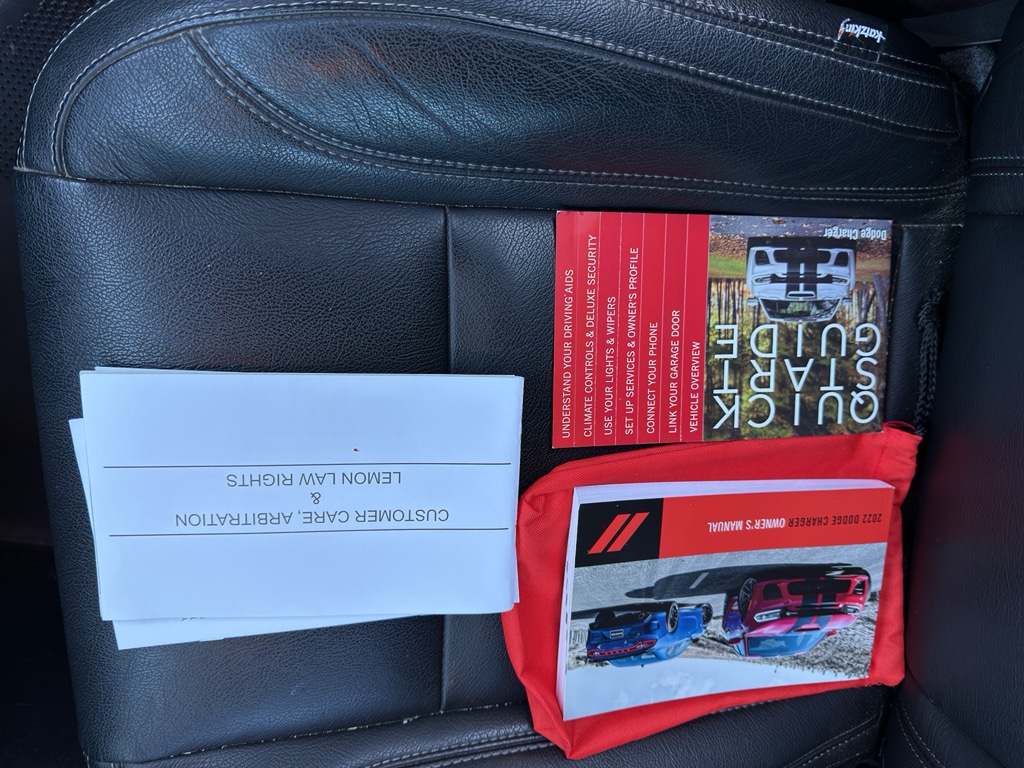 Katzkin
Dodge Charger
QUICK
START
GUIDE
UNDERSTAND YOUR DRIVING AIDS
CLIMATE CONTROLS & DELUXE SECURITY
USE YOUR LIGHTS & WIPERS
SET UP SERVICES & OWNER'S PROFILE
CONNECT YOUR PHONE
LINK YOUR GARAGE DOOR
VEHICLE OVERVIEW
CUSTOMER CARE, ARBITRATION
&
LEMON LAW RIGHTS
2022 DODGE CHARGER OWNER'S MANUAL